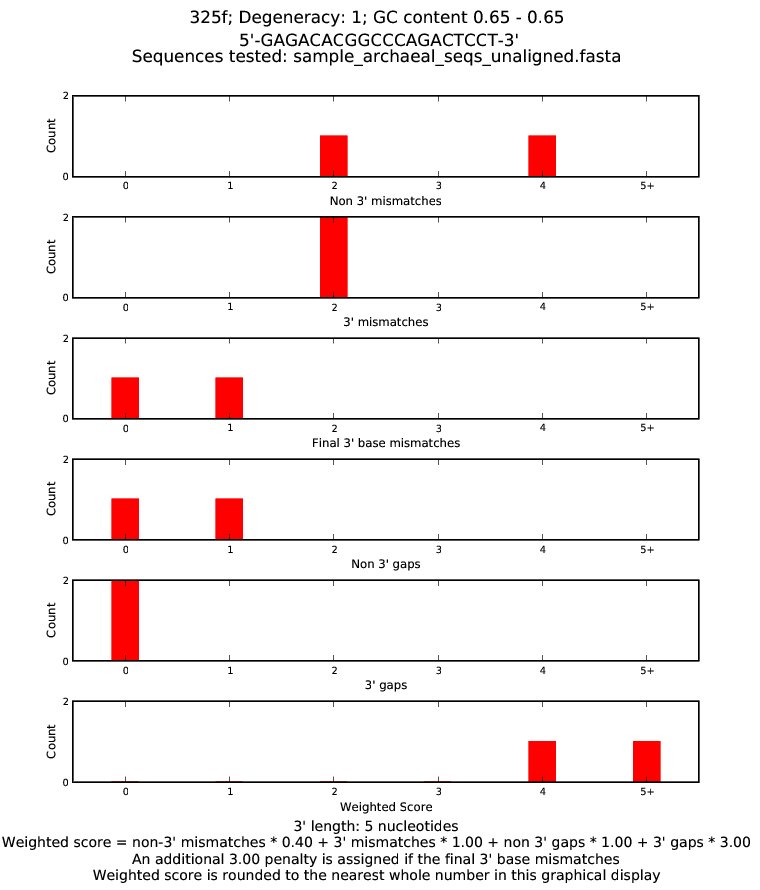 325f; Degeneracy: 1; GC content 0.65 - 0.65
5'-GAGACACGGCCCAGACTCCT-3'
Sequences tested: sample_archaeal_seqs_unaligned.fasta
2
Count
0
0 1 2 3 4 5+
Non 3' mismatches
2
Count
0
0 1 2 3 4 5+
3' mismatches
2
Count
0
0 1 2 3 4 5+
Final 3' base mismatches
2
Count
0
0 1 2 3 4 5+
Non 3' gaps
2
Count
0
0 1 2 3 4 5+
3' gaps
2
Count
0
0 1 2 3 4 5+
Weighted Score
3' length: 5 nucleotides
Weighted score = non-3' mismatches * 0.40 + 3' mismatches * 1.00 + non 3' gaps * 1.00 + 3' gaps * 3.00
An additional 3.00 penalty is assigned if the final 3' base mismatches
Weighted score is rounded to the nearest whole number in this graphical display